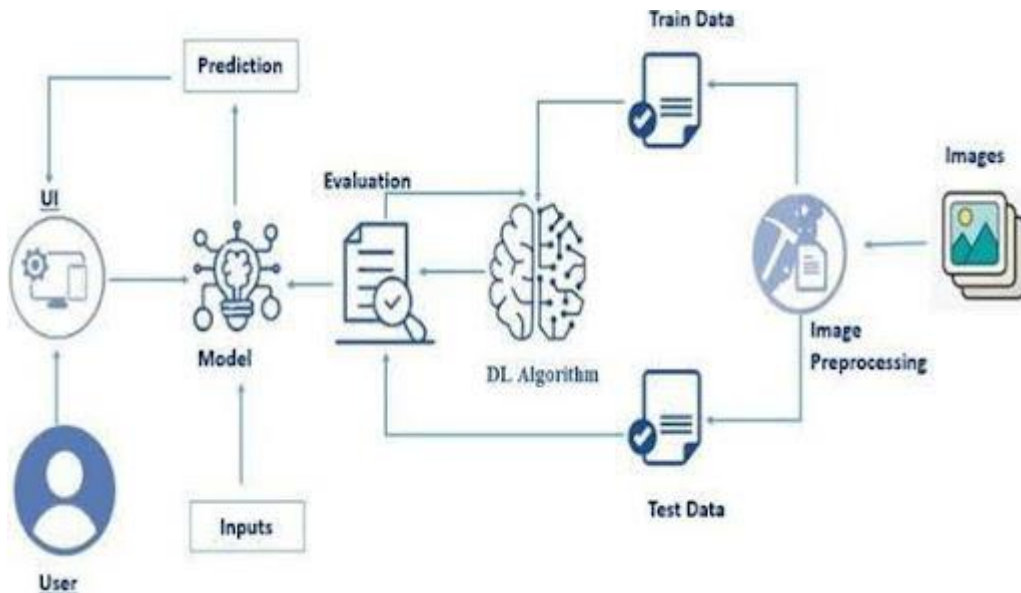 Train Data
Prediction
Images
Evaluation
UI
Image
Preprocessing
Model
DL Algorithm
Test Data
Inputs
User